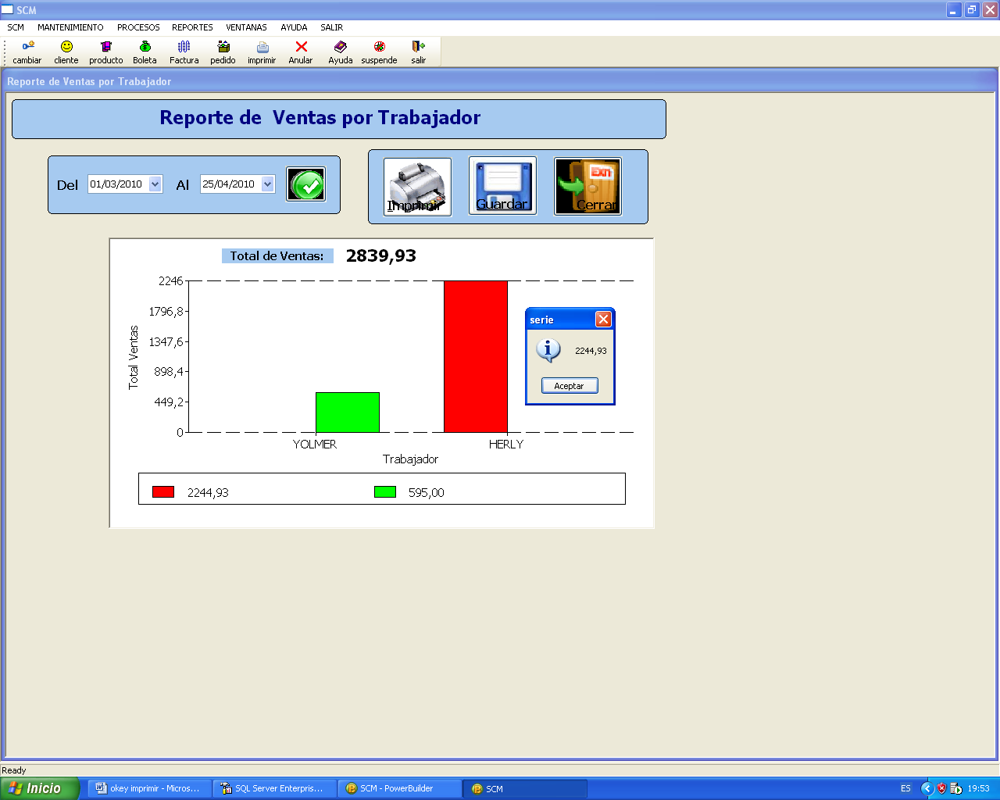 SCM
SCM MANTENIMIENTO PROCESOS REPORTES VENTANAS AYUDA SALIR
cambiar cliente producto Boleta Factura pedido imprimir Anular Ayuda suspende salir
Reporte de Ventas por Trabajador
Reporte de Ventas por Trabajador
Del 01/03/2010 Al 25/04/2010
EXIT
Imprimir Guardar Cerrar
Total de Ventas: 2839,93
2246
1796,8
1347,6
898,4
449,2
0
Total Ventas
YOLMER HERLY
Trabajador
2244,93 595,00
serie
2244,93
Aceptar
Ready
Inicio okey imprimir - Micros... SQL Server Enterpris... SCM - PowerBuilder SCM ES 19:53